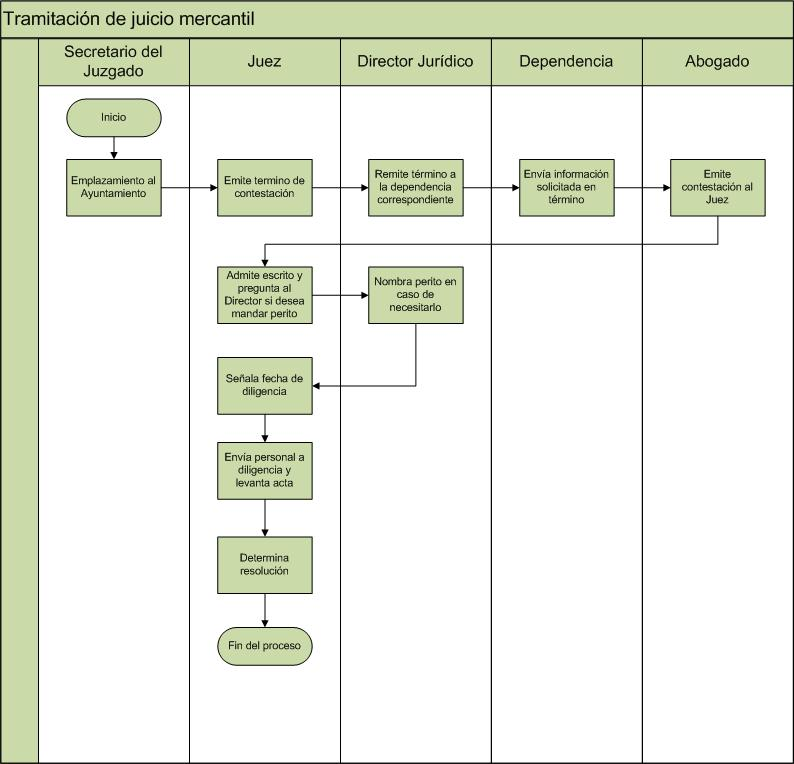 Tramitación de juicio mercantil
Secretario del
Juzgado
Juez
Director Jurídico
Dependencia
Abogado
Inicio
Emplazamiento al
Ayuntamiento
Emite termino de
contestación
Remite término a
la dependencia
correspondiente
Envía información
solicitada en
término
Emite
contestación al
Juez
Admite escrito y
pregunta al
Director si desea
mandar perito
Nombra perito en
caso de
necesitarlo
Señala fecha de
diligencia
Envía personal a
diligencia y
levanta acta
Determina
resolución
Fin del proceso